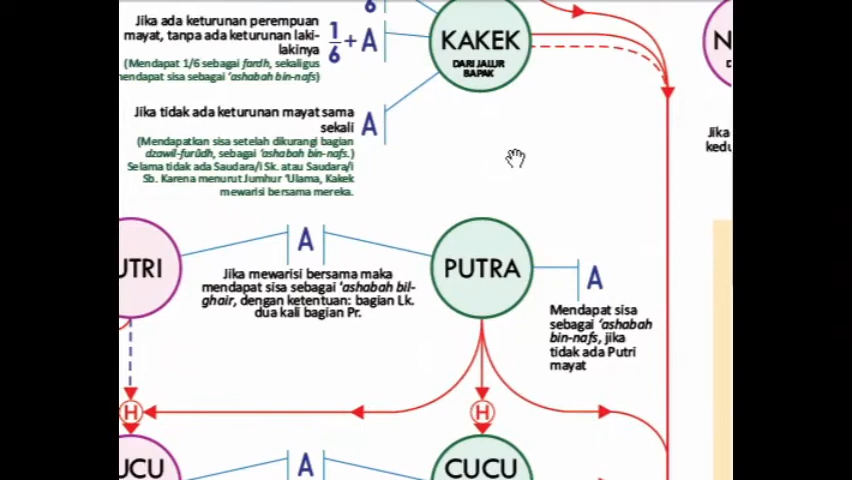 6
Jika ada keturunan perempuan
mayat, tanpa ada keturunan laki-
lakinya
(Mendapat 1/6 sebagai fardh, sekaligus
mendapat sisa sebagai 'ashabah bin-nafs)
1/6 + A
KAKEK
DARI JALUR
BAPAK
N
Jika tidak ada keturunan mayat sama
sekali
(Mendapatkan sisa setelah dikurangi bagian
dzawil-furûdh, sebagai 'ashabah bin-nafs.)
Selama tidak ada Saudara/i Sk. atau Saudara/i
Sb. Karena menurut Jumhur 'Ulama, Kakek
mewarisi bersama mereka.
A
Jika
kedu
UTRI
A
Jika mewarisi bersama maka
mendapat sisa sebagai 'ashabah bil-
ghair, dengan ketentuan: bagian Lk.
dua kali bagian Pr.
PUTRA
A
Mendapat sisa
sebagai 'ashabah
bin-nafs, jika
tidak ada Putri
mayat
H
H
UCU
A
CUCU